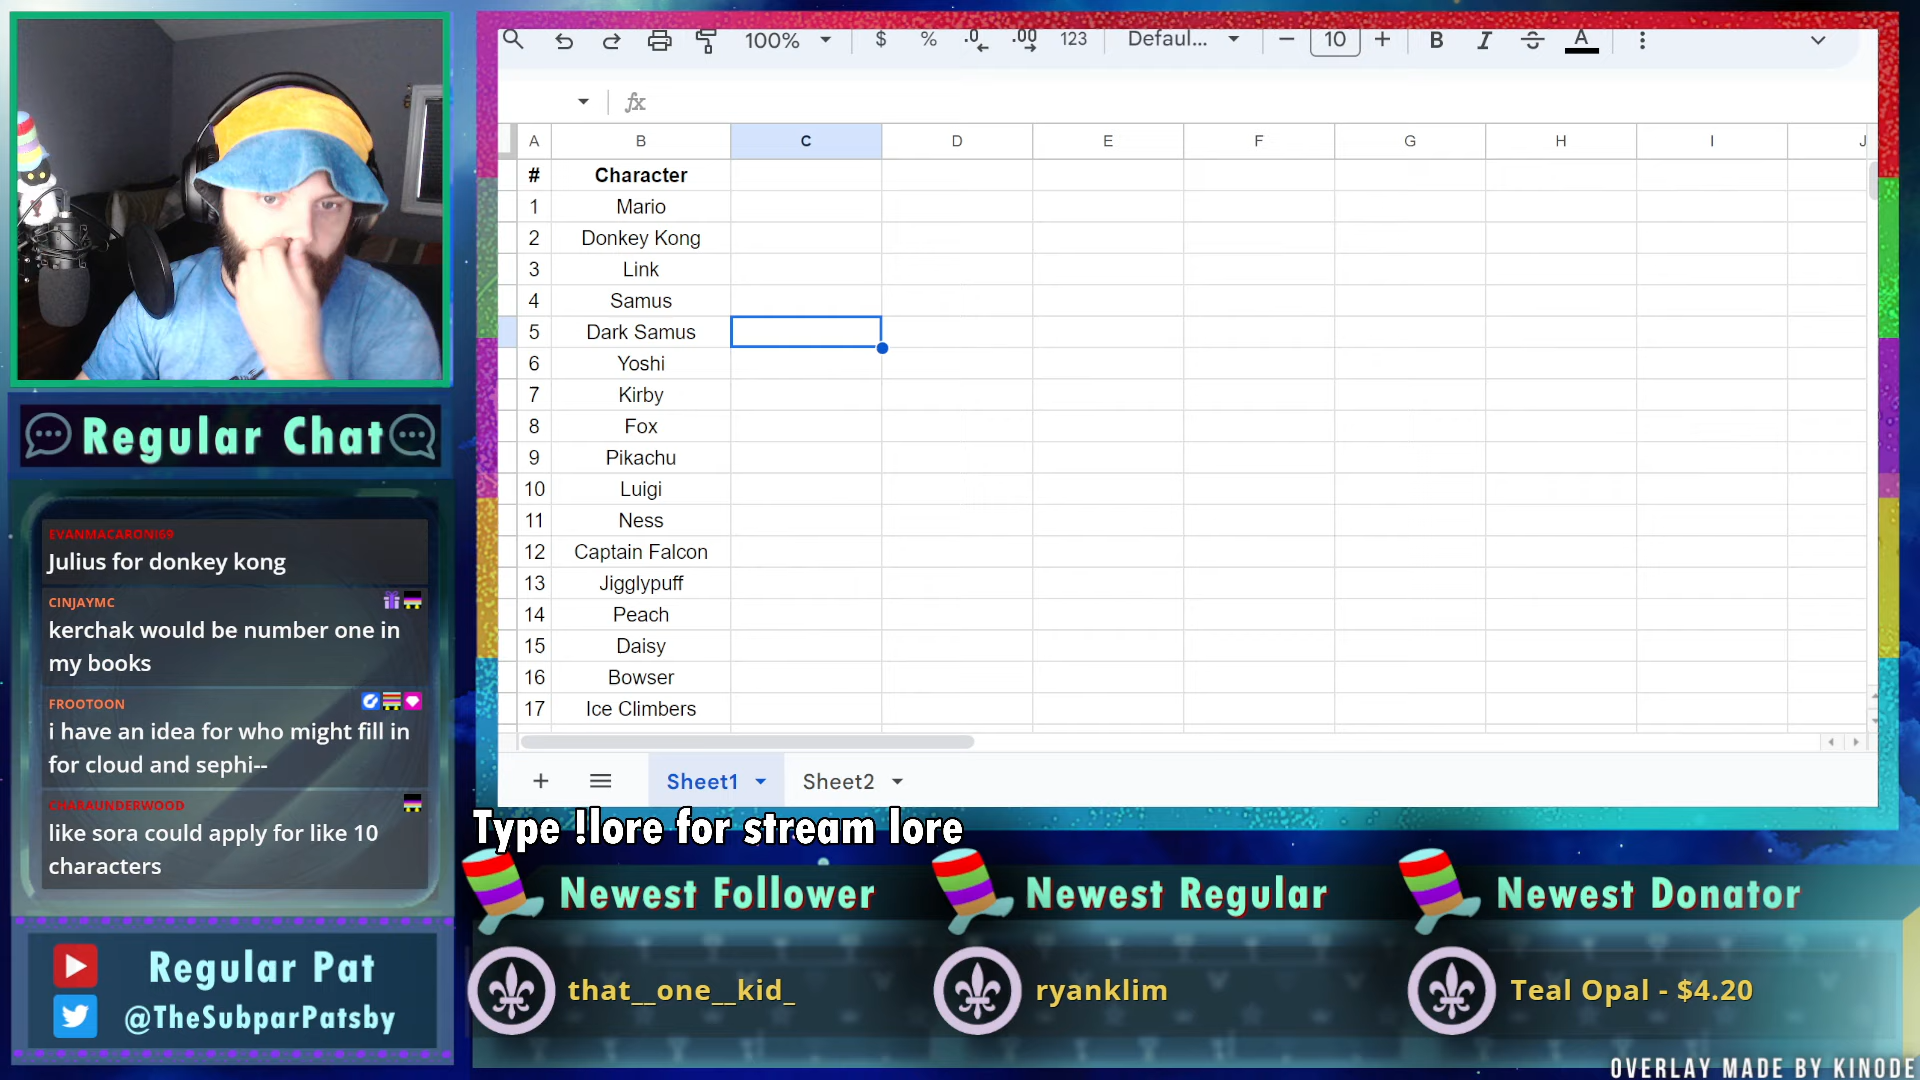 100%
$ % .0 .00 123 Defaul... 10 B I A
fx
A B C D E F G H I J
# Character
1 Mario
2 Donkey Kong
3 Link
4 Samus
5 Dark Samus
6 Yoshi
7 Kirby
8 Fox
9 Pikachu
10 Luigi
11 Ness
12 Captain Falcon
13 Jigglypuff
14 Peach
15 Daisy
16 Bowser
17 Ice Climbers
Sheet1 Sheet2
Regular Chat
EVANMACARONI69
Julius for donkey kong
CINJAYMC
kerchak would be number one in
my books
FROOTOON
i have an idea for who might fill in
for cloud and sephi--
CHARAUNDERWOOD
like sora could apply for like 10
characters
Regular Pat
@TheSubparPatsby
Type !lore for stream lore
Newest Follower
that__one__kid_
Newest Regular
ryanklim
Newest Donator
Teal Opal - $4.20
OVERLAY MADE BY KINODE